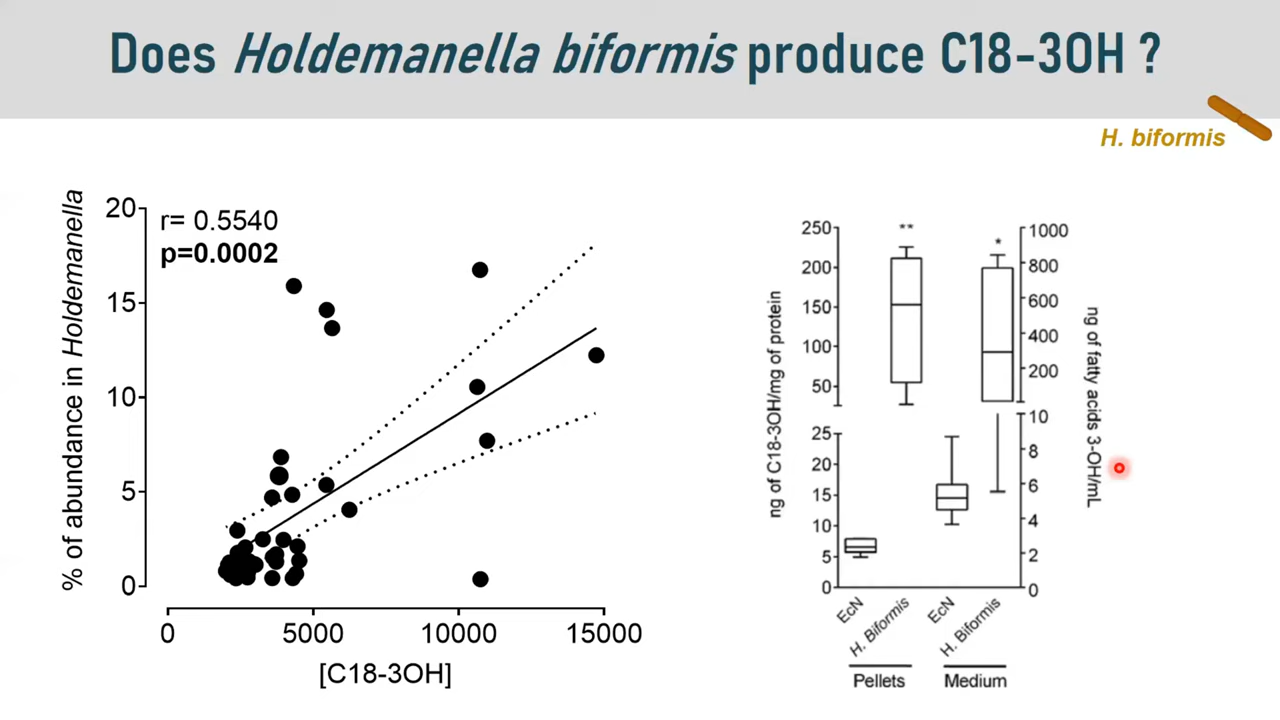 Does Holdemanella biformis produce C18-3OH ?
H. biformis
% of abundance in Holdemanella
r= 0.5540
p=0.0002
20
15
10
5
0
0 5000 10000 15000
[C18-3OH]
ng of C18-3OH/mg of protein
250
200
150
100
50
25
20
15
10
5
0
**
*
1000
800
600
400
200
10
8
6
4
2
0
ng of fatty acids 3-OH/mL
EcN H. Biformis EcN H. Biformis
Pellets Medium